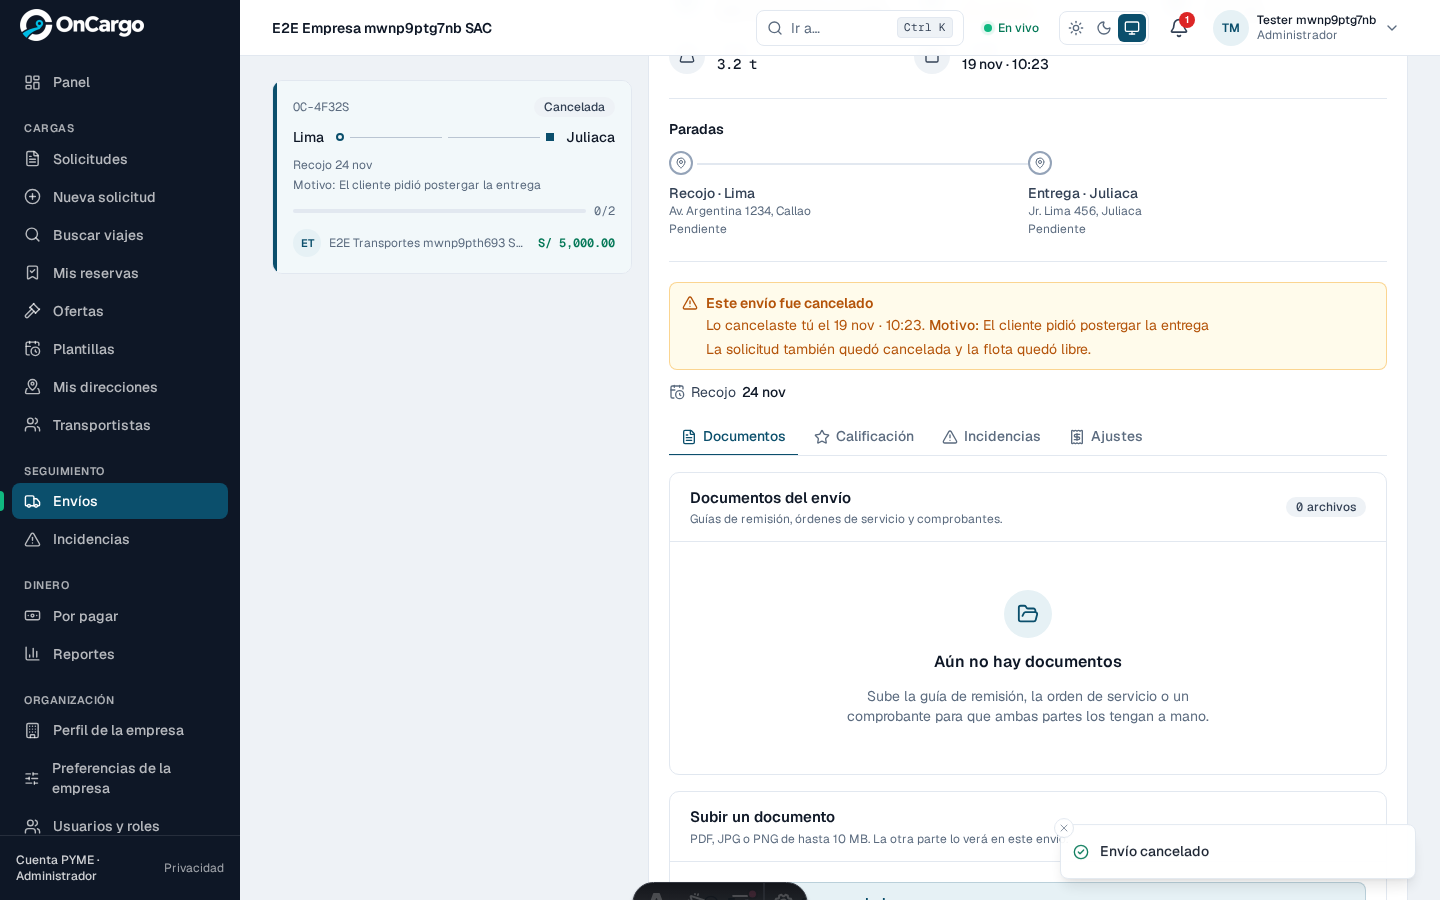 OnCargo
E2E Empresa mwnp9ptg7nb SAC
Ir a...
Ctrl K
En vivo
1
TM
Tester mwnp9ptg7nb
Administrador
Panel
CARGAS
Solicitudes
Nueva solicitud
Buscar viajes
Mis reservas
Ofertas
Plantillas
Mis direcciones
Transportistas
SEGUIMIENTO
Envíos
Incidencias
DINERO
Por pagar
Reportes
ORGANIZACIÓN
Perfil de la empresa
Preferencias de la
empresa
Usuarios y roles
Cuenta PYME ·
Administrador
Privacidad
OC-4F32S
Cancelada
Lima
Juliaca
Recojo 24 nov
Motivo: El cliente pidió postergar la entrega
0/2
ET
E2E Transportes mwnp9pth693 S...
S/ 5,000.00
3.2 t
19 nov · 10:23
Paradas
Recojo · Lima
Av. Argentina 1234, Callao
Pendiente
Entrega · Juliaca
Jr. Lima 456, Juliaca
Pendiente
Este envío fue cancelado
Lo cancelaste tú el 19 nov · 10:23. Motivo: El cliente pidió postergar la entrega
La solicitud también quedó cancelada y la flota quedó libre.
Recojo 24 nov
Documentos
Calificación
Incidencias
Ajustes
Documentos del envío
Guías de remisión, órdenes de servicio y comprobantes.
0 archivos
Aún no hay documentos
Sube la guía de remisión, la orden de servicio o un
comprobante para que ambas partes los tengan a mano.
Subir un documento
PDF, JPG o PNG de hasta 10 MB. La otra parte lo verá en este
Envío cancelado